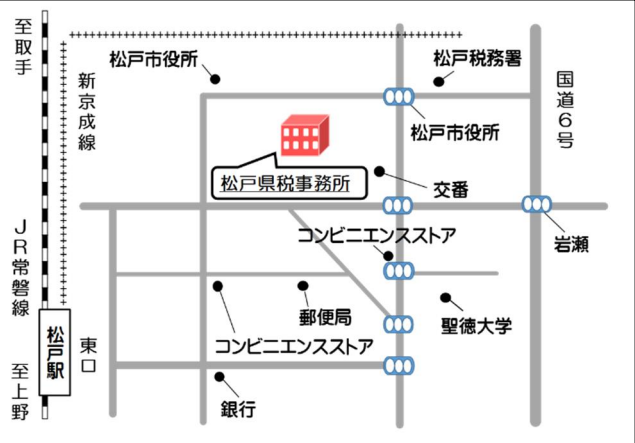 至取手
新京成線
松戸市役所
松戸税務署
国道6号
松戸市役所
松戸県税事務所
交番
岩瀬
コンビニエンスストア
JR常磐線
郵便局
聖徳大学
コンビニエンスストア
松戸駅
東口
至上野
銀行